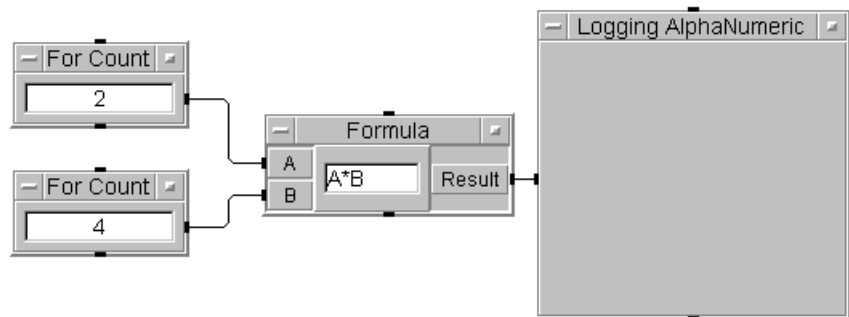 For Count
2
For Count
4
Formula
A
B
A*B
Result
Logging AlphaNumeric